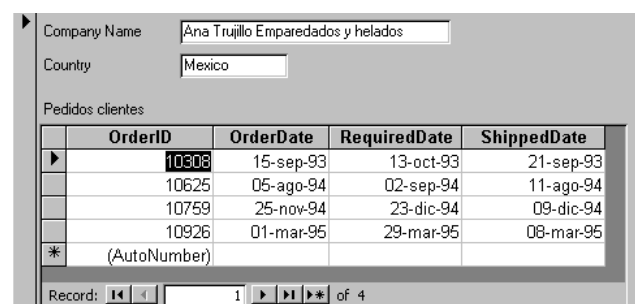 Company Name Ana Trujillo Emparedados y helados
Country Mexico
Pedidos clientes
OrderID OrderDate RequiredDate ShippedDate
10308 15-sep-93 13-oct-93 21-sep-93
10625 05-ago-94 02-sep-94 11-ago-94
10759 25-nov-94 23-dic-94 09-dic-94
10926 01-mar-95 29-mar-95 08-mar-95
(AutoNumber)
Record: 1 of 4